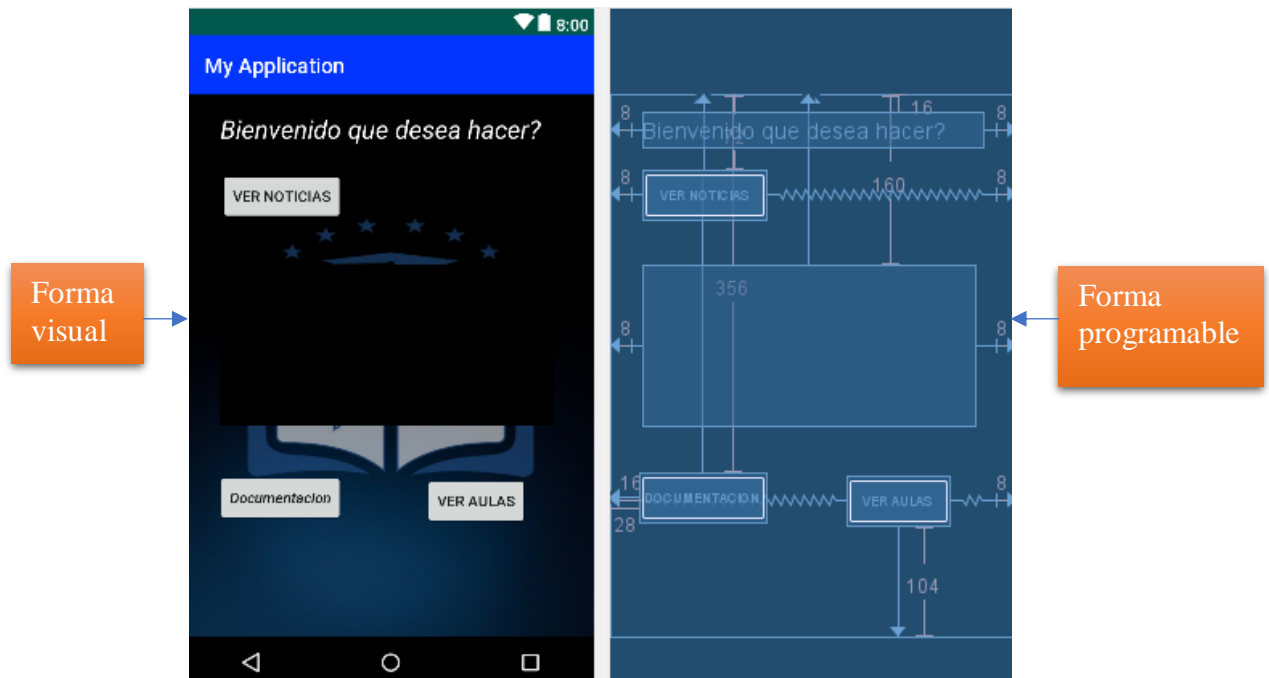 8:00
My Application
Bienvenido que desea hacer?
VER NOTICIAS
Documentacion
VER AULAS
Forma
visual
16
8
8
Bienvenido que desea hacer?
8
8
VER NOTICIAS
160
356
8
8
16
8
DOCUMENTACION
VER AULAS
28
104
Forma
programable